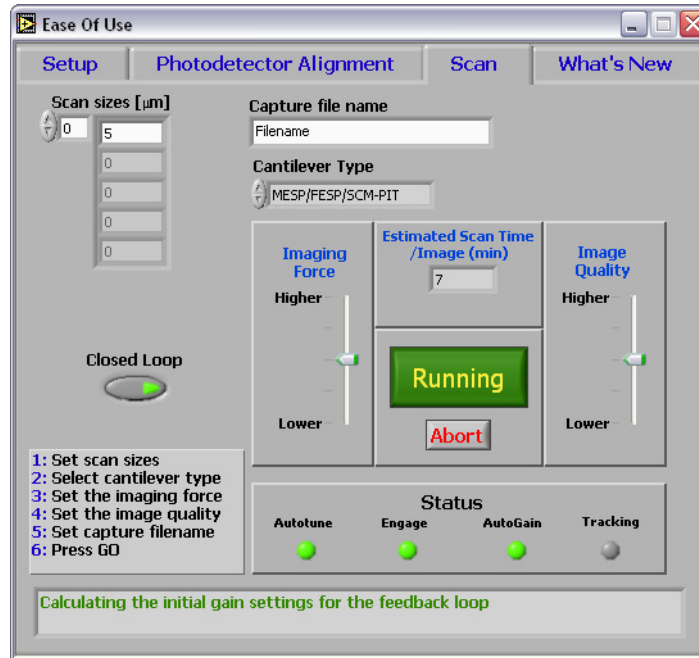 Ease Of Use
Setup
Photodetector Alignment
Scan
What's New
Scan sizes [µm]
0
5
0
0
0
0
Capture file name
Filename
Cantilever Type
MESP/FESP/SCM-PIT
Imaging
Force
Higher
Lower
Estimated Scan Time
/Image (min)
7
Running
Abort
Image
Quality
Higher
Lower
Closed Loop
1: Set scan sizes
2: Select cantilever type
3: Set the imaging force
4: Set the image quality
5: Set capture filename
6: Press GO
Status
Autotune
Engage
AutoGain
Tracking
Calculating the initial gain settings for the feedback loop